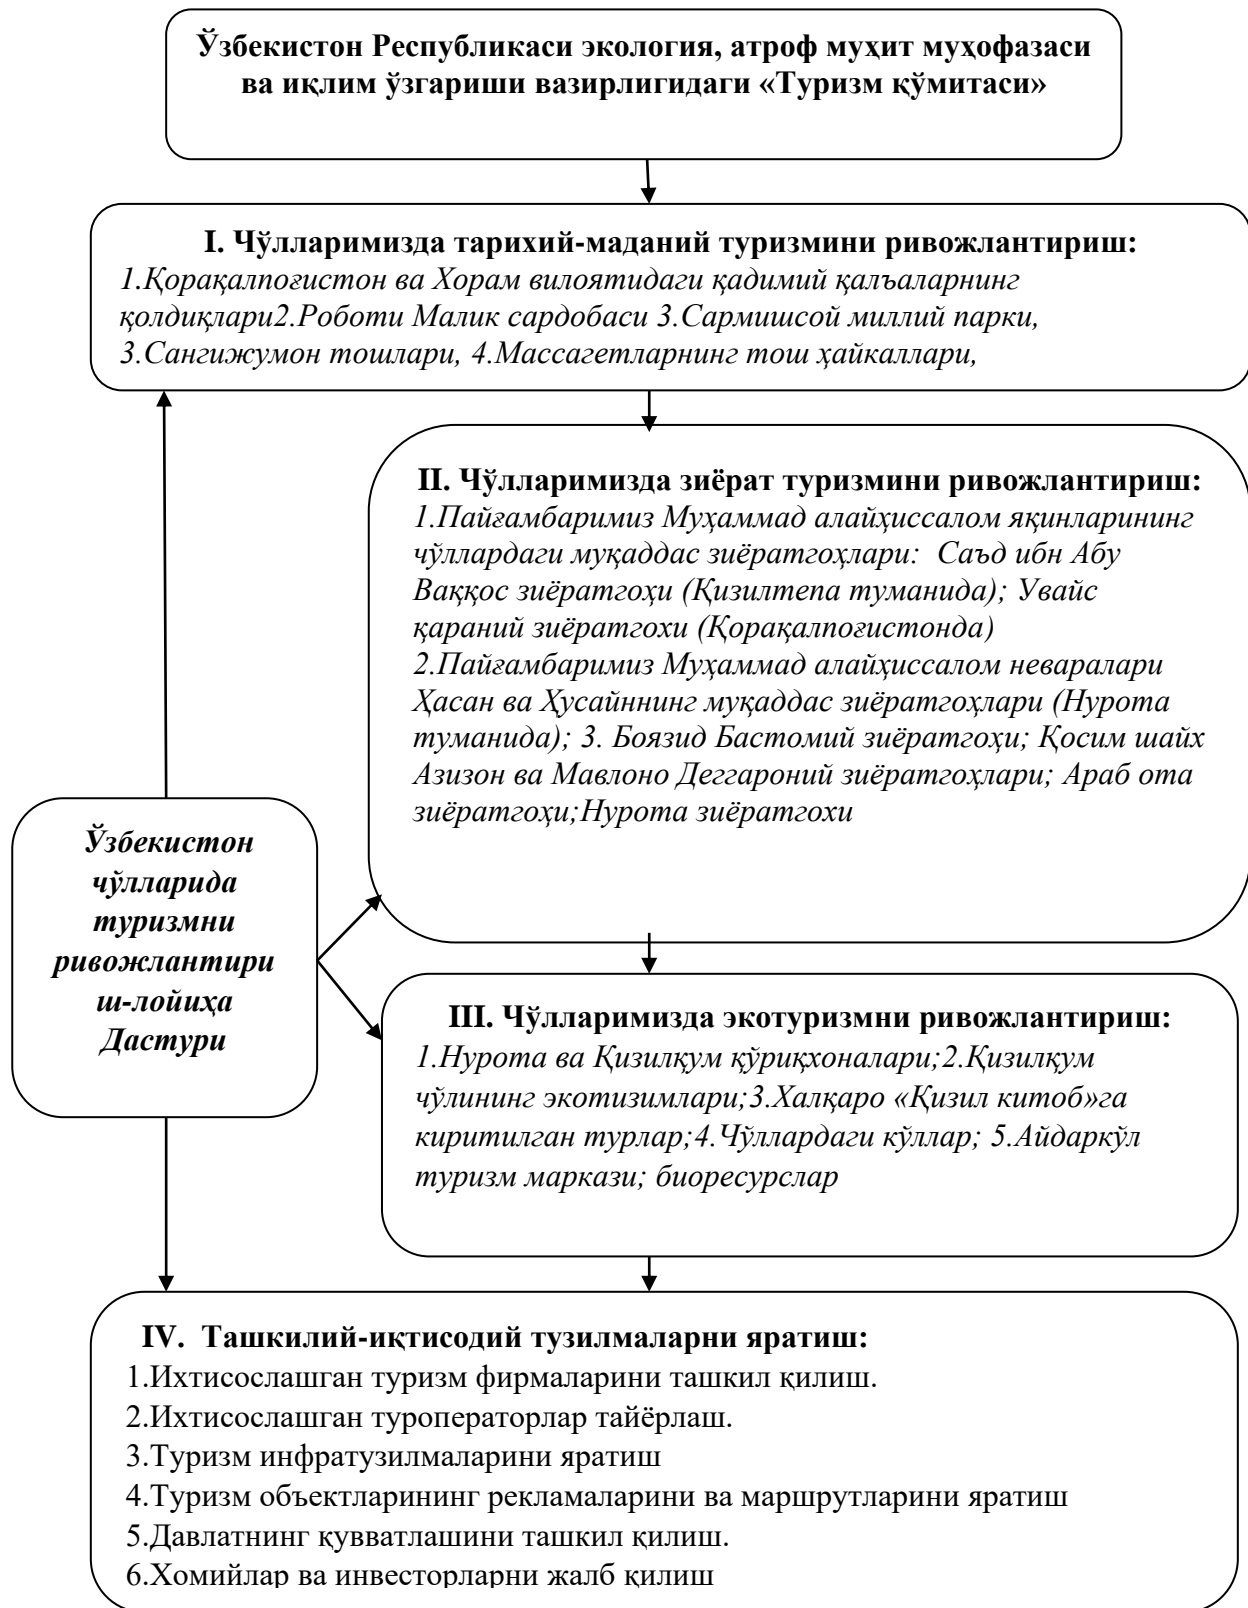 Ўзбекистон Республикаси экология, атроф муҳит муҳофазаси
ва иқлим ўзгариши вазирлигидаги «Туризм қўмитаси»
I. Чўлларимизда тарихий-маданий туризмини ривожлантириш:
1.Қорақалпоғистон ва Хорам вилоятидаги қадимий қалъаларнинг
қолдиқлари2.Роботи Малик сардобаси 3.Сармишсой миллий парки,
3.Сангижумон тошлари, 4.Массагетларнинг тош ҳайкаллари,
II. Чўлларимизда зиёрат туризмини ривожлантириш:
1.Пайғамбаримиз Муҳаммад алайҳиссалом яқинларининг
чўллардаги муқаддас зиёратгоҳлари: Саъд ибн Абу
Ваққос зиёратгоҳи (Қизилтепа туманида); Увайс
қараний зиёратгохи (Қорақалпоғистонда)
2.Пайғамбаримиз Муҳаммад алайҳиссалом неваралари
Ҳасан ва Ҳусайннинг муқаддас зиёратгоҳлари (Нурота
туманида); 3. Боязид Бастомий зиёратгоҳи; Қосим шайх
Азизон ва Мавлоно Деггароний зиёратгоҳлари; Араб ота
зиёратгоҳи;Нурота зиёратгохи
Ўзбекистон
чўлларида
туризмни
ривожлантири
ш-лойиҳа
Дастури
III. Чўлларимизда экотуризмни ривожлантириш:
1.Нурота ва Қизилқум қўриқхоналари;2.Қизилқум
чўлининг экотизимлари;3.Халқаро «Қизил китоб»га
киритилган турлар;4.Чўллардаги кўллар; 5.Айдаркўл
туризм маркази; биоресурслар
IV. Ташкилий-иқтисодий тузилмаларни яратиш:
1.Ихтисослашган туризм фирмаларини ташкил қилиш.
2.Ихтисослашган туроператорлар тайёрлаш.
3.Туризм инфратузилмаларини яратиш
4.Туризм объектларининг рекламаларини ва маршрутларини яратиш
5.Давлатнинг қувватлашини ташкил қилиш.
6.Хомийлар ва инвесторларни жалб қилиш